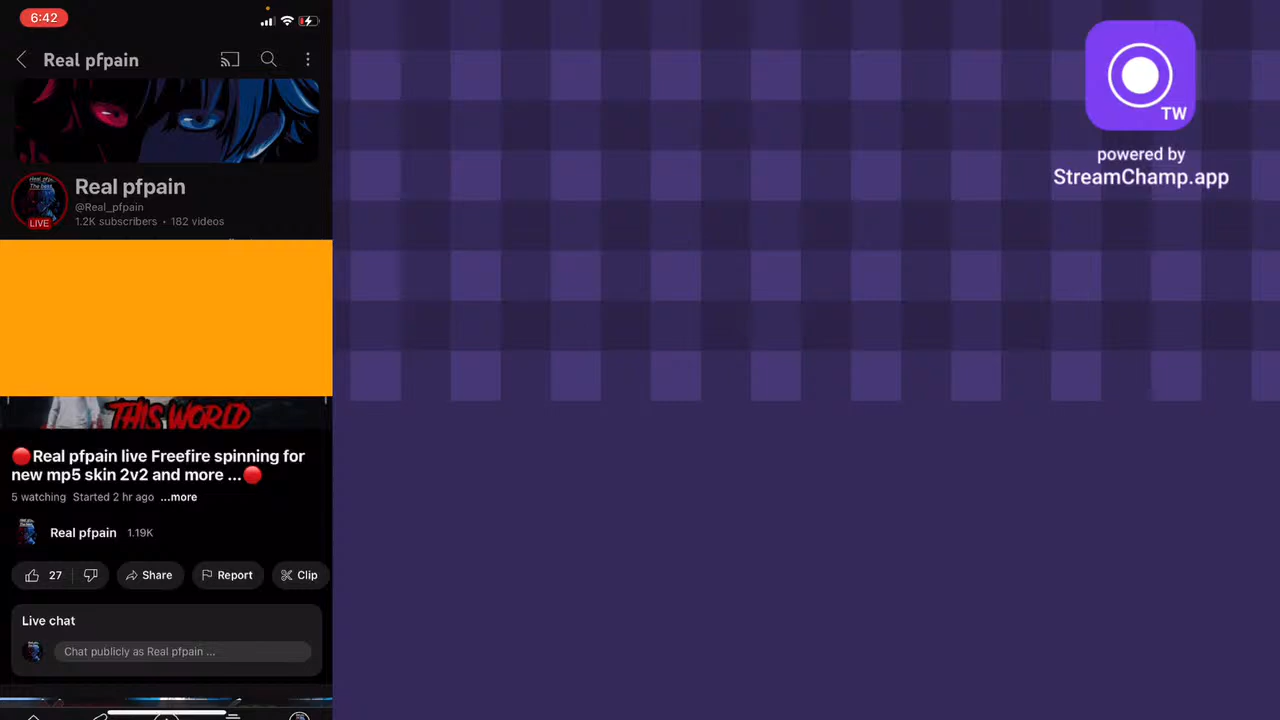 6:42
Real pfpain
Real pfpain
@Real_pfpain
1.2K subscribers • 182 videos
LIVE
THIS WORLD
🔴Real pfpain live Freefire spinning for
new mp5 skin 2v2 and more ...🔴
5 watching Started 2 hr ago ...more
Real pfpain 1.19K
27 Share Report Clip
Live chat
Chat publicly as Real pfpain ...
TW
powered by
StreamChamp.app